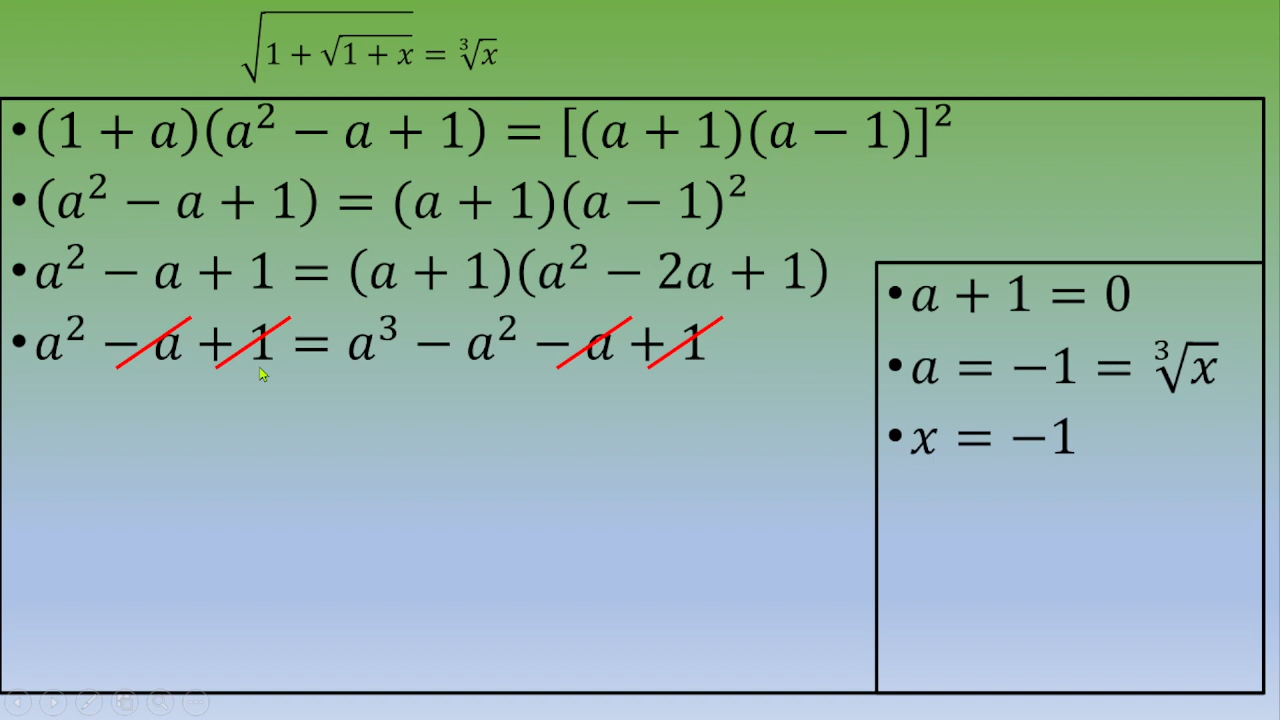 √(1 + √(1 + x)) = ∛x
• (1 + a)(a² − a + 1) = [(a + 1)(a − 1)]²
• (a² − a + 1) = (a + 1)(a − 1)²
• a² − a + 1 = (a + 1)(a² − 2a + 1)
• a² − a + 1 = a³ − a² − a + 1
• a + 1 = 0
• a = −1 = ∛x
• x = −1